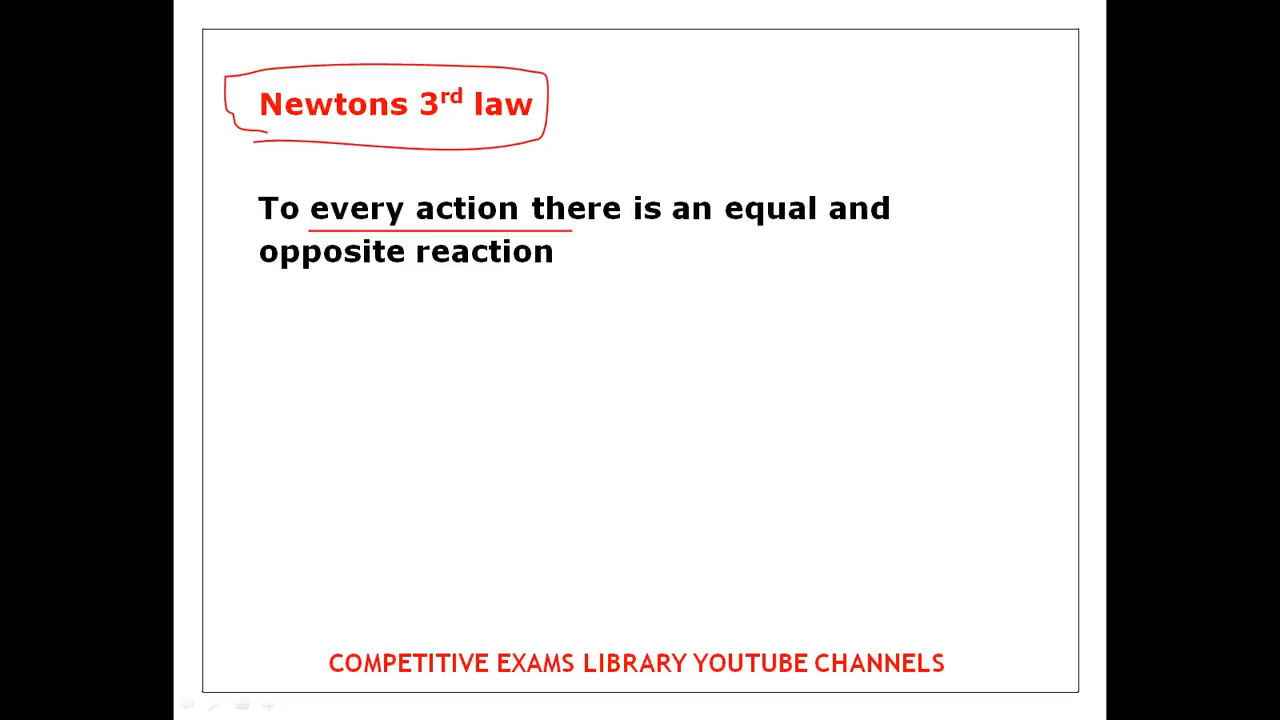 Newtons 3rd law
To every action there is an equal and
opposite reaction
COMPETITIVE EXAMS LIBRARY YOUTUBE CHANNELS